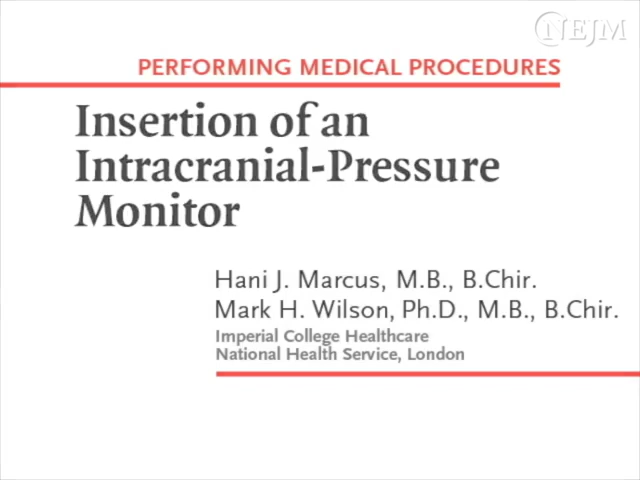 NEJM
PERFORMING MEDICAL PROCEDURES
Insertion of an
Intracranial-Pressure
Monitor
Hani J. Marcus, M.B., B.Chir.
Mark H. Wilson, Ph.D., M.B., B.Chir.
Imperial College Healthcare
National Health Service, London